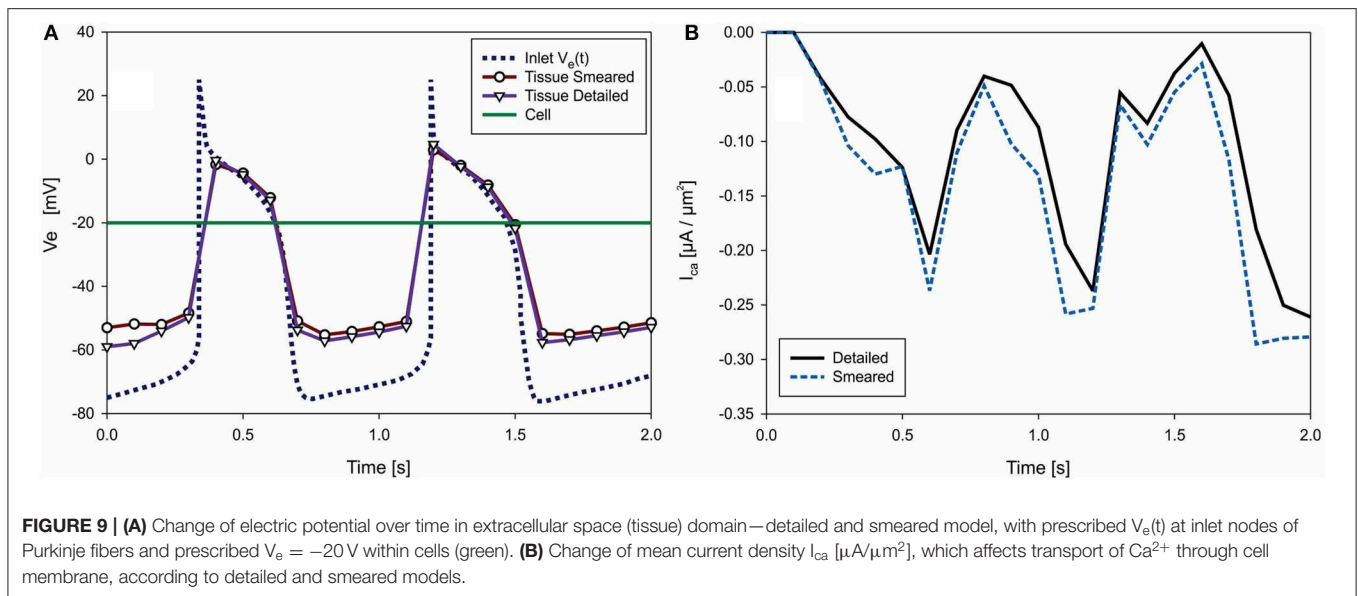 A
40
20
0
-20
-40
-60
-80
Ve [mV]
0.0 0.5 1.0 1.5 2.0
Time [s]
Inlet Vₑ(t)
Tissue Smeared
Tissue Detailed
Cell
B
0.00
-0.05
-0.10
-0.15
-0.20
-0.25
-0.30
-0.35
I_ca [µA / µm²]
0.0 0.5 1.0 1.5 2.0
Time [s]
Detailed
Smeared
FIGURE 9 | (A) Change of electric potential over time in extracellular space (tissue) domain—detailed and smeared model, with prescribed Vₑ(t) at inlet nodes of
Purkinje fibers and prescribed Vₑ = −20 V within cells (green). (B) Change of mean current density I_ca [µA/µm²], which affects transport of Ca²⁺ through cell
membrane, according to detailed and smeared models.